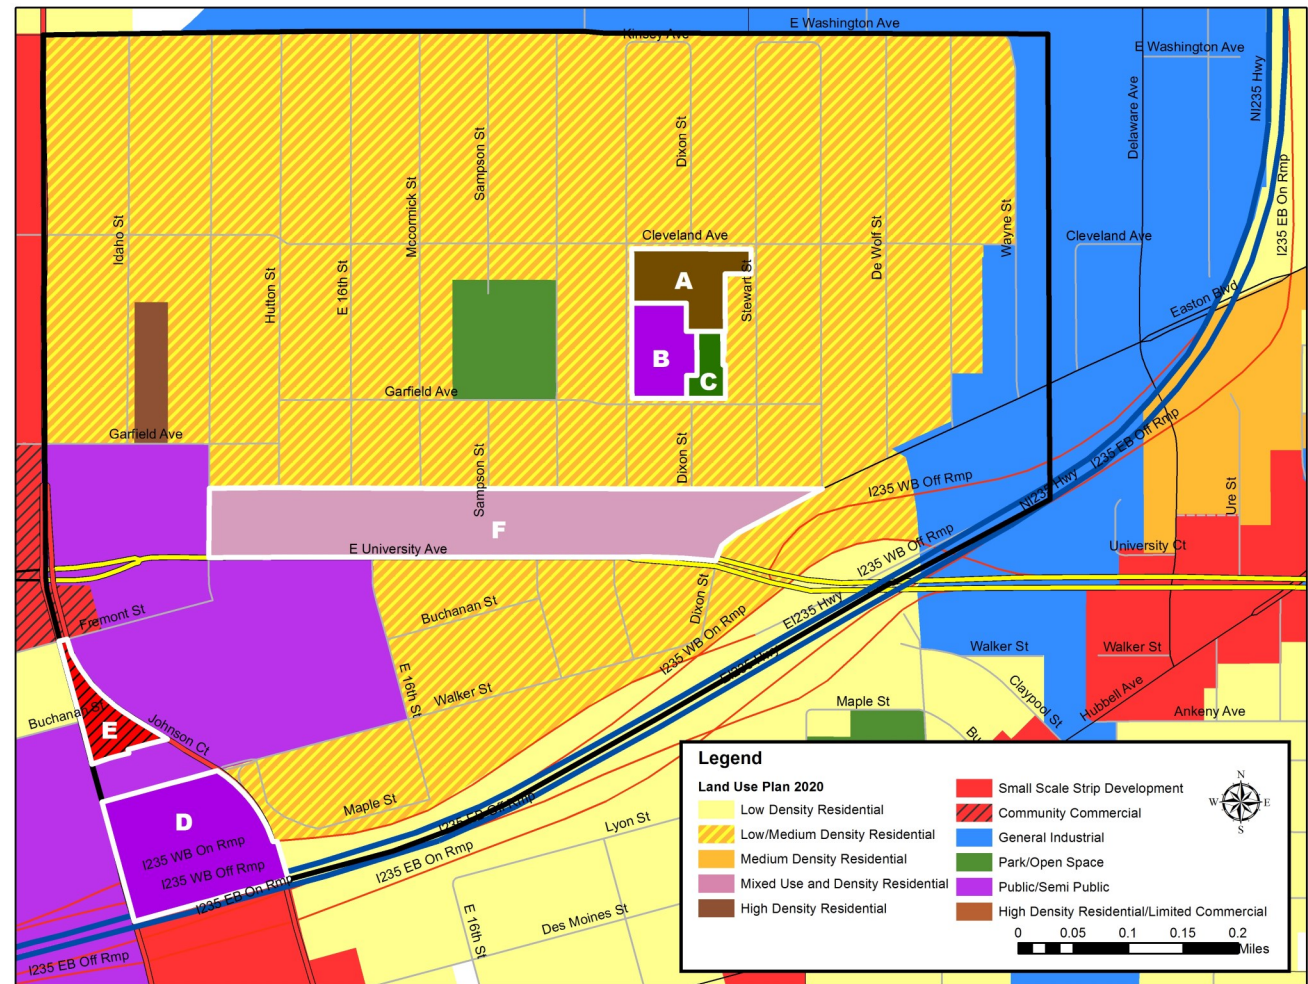 E Washington Ave
Kinsey Ave
E Washington Ave
NI235 Hwy
Delaware Ave
Sampson St
Dixon St
I235 EB On Rmp
Mccormick St
Idaho St
Wayne St
De Wolf St
Cleveland Ave
Cleveland Ave
Hutton St
E 16th St
A
Stewart St
Easton Blvd
B
C
Garfield Ave
Garfield Ave
Sampson St
Dixon St
I235 EB Off Rmp
I235 WB Off Rmp
NI235 Hwy
Ure St
F
E University Ave
I235 WB Off Rmp
University Ct
Fremont St
Buchanan St
Dixon St
EI235 Hwy
I235 WB On Rmp
Walker St
Walker St
E 16th St
Walker St
Claypool St
Hubbell Ave
Buchanan St
E
Johnson Ct
Maple St
Ankeny Ave
Bu
Maple St
I235 EB Off Rmp
D
Lyon St
I235 WB On Rmp
I235 WB Off Rmp
I235 EB On Rmp
I235 EB On Rmp
E 16th St
Des Moines St
I235 EB Off Rmp
Legend
Land Use Plan 2020
Low Density Residential
Low/Medium Density Residential
Medium Density Residential
Mixed Use and Density Residential
High Density Residential
Small Scale Strip Development
Community Commercial
General Industrial
Park/Open Space
Public/Semi Public
High Density Residential/Limited Commercial
N
W E
S
0 0.05 0.1 0.15 0.2
Miles